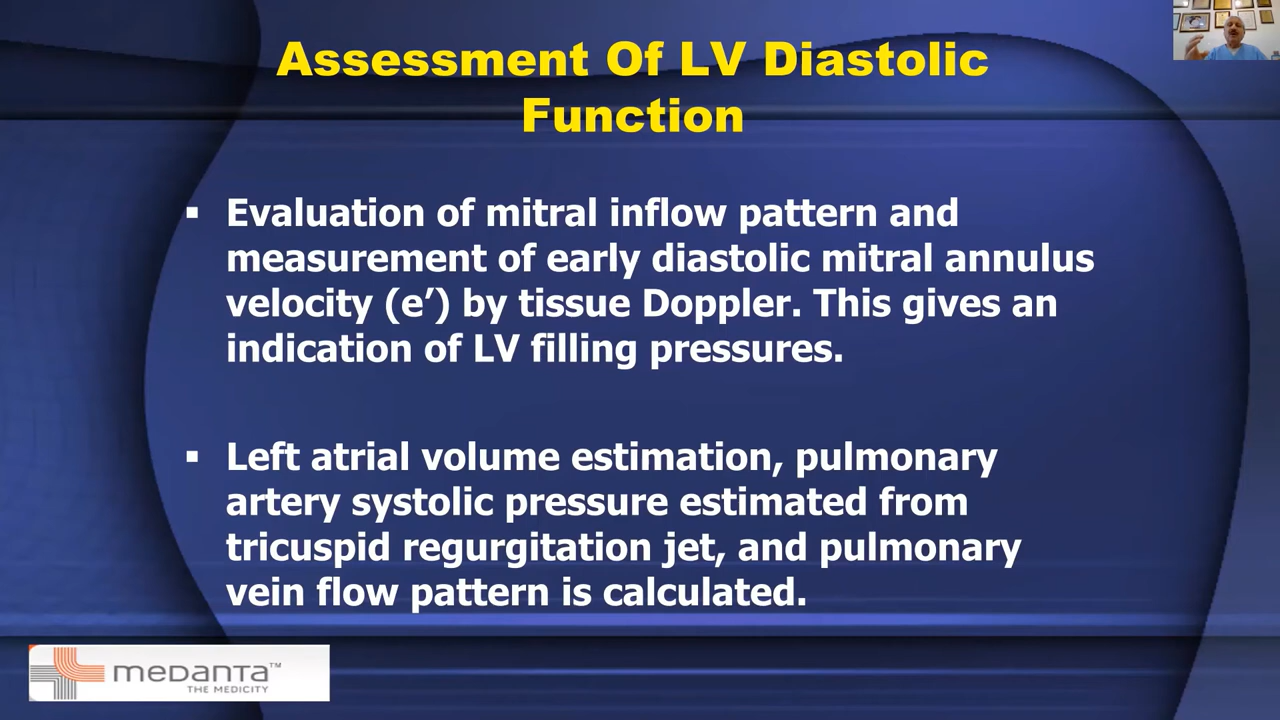 Assessment Of LV Diastolic
Function
▪ Evaluation of mitral inflow pattern and
measurement of early diastolic mitral annulus
velocity (e’) by tissue Doppler. This gives an
indication of LV filling pressures.
▪ Left atrial volume estimation, pulmonary
artery systolic pressure estimated from
tricuspid regurgitation jet, and pulmonary
vein flow pattern is calculated.
medanta™
THE MEDICITY